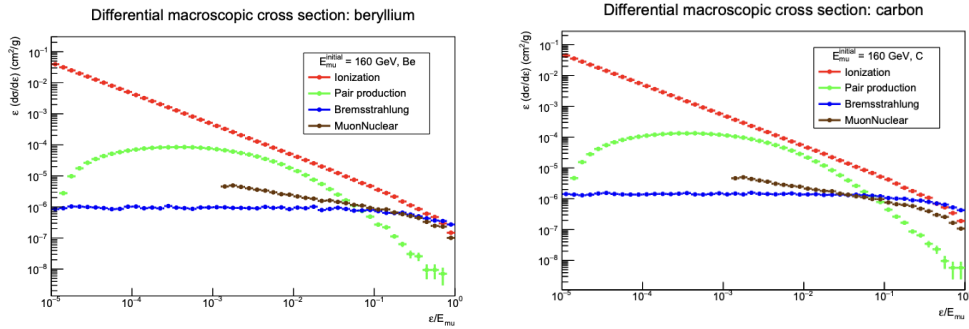 Differential macroscopic cross section: beryllium
ε (dσ/dε) (cm²/g)
10⁻¹
10⁻²
10⁻³
10⁻⁴
10⁻⁵
10⁻⁶
10⁻⁷
10⁻⁸
E_mu^initial = 160 GeV, Be
Ionization
Pair production
Bremsstrahlung
MuonNuclear
10⁻⁵
10⁻⁴
10⁻³
10⁻²
10⁻¹
10⁰
ε/E_mu
Differential macroscopic cross section: carbon
ε (dσ/dε) (cm²/g)
10⁻¹
10⁻²
10⁻³
10⁻⁴
10⁻⁵
10⁻⁶
10⁻⁷
10⁻⁸
E_mu^initial = 160 GeV, C
Ionization
Pair production
Bremsstrahlung
MuonNuclear
10⁻⁵
10⁻⁴
10⁻³
10⁻²
10⁻¹
10
ε/E_mu